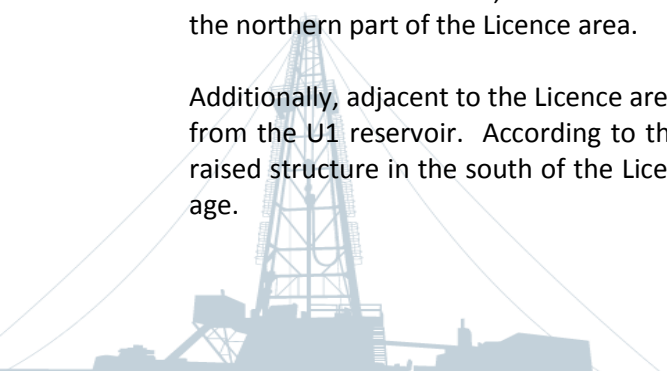 the northern part of the Licence area.
Additionally, adjacent to the Licence are
from the U1 reservoir. According to th
raised structure in the south of the Lice
age.